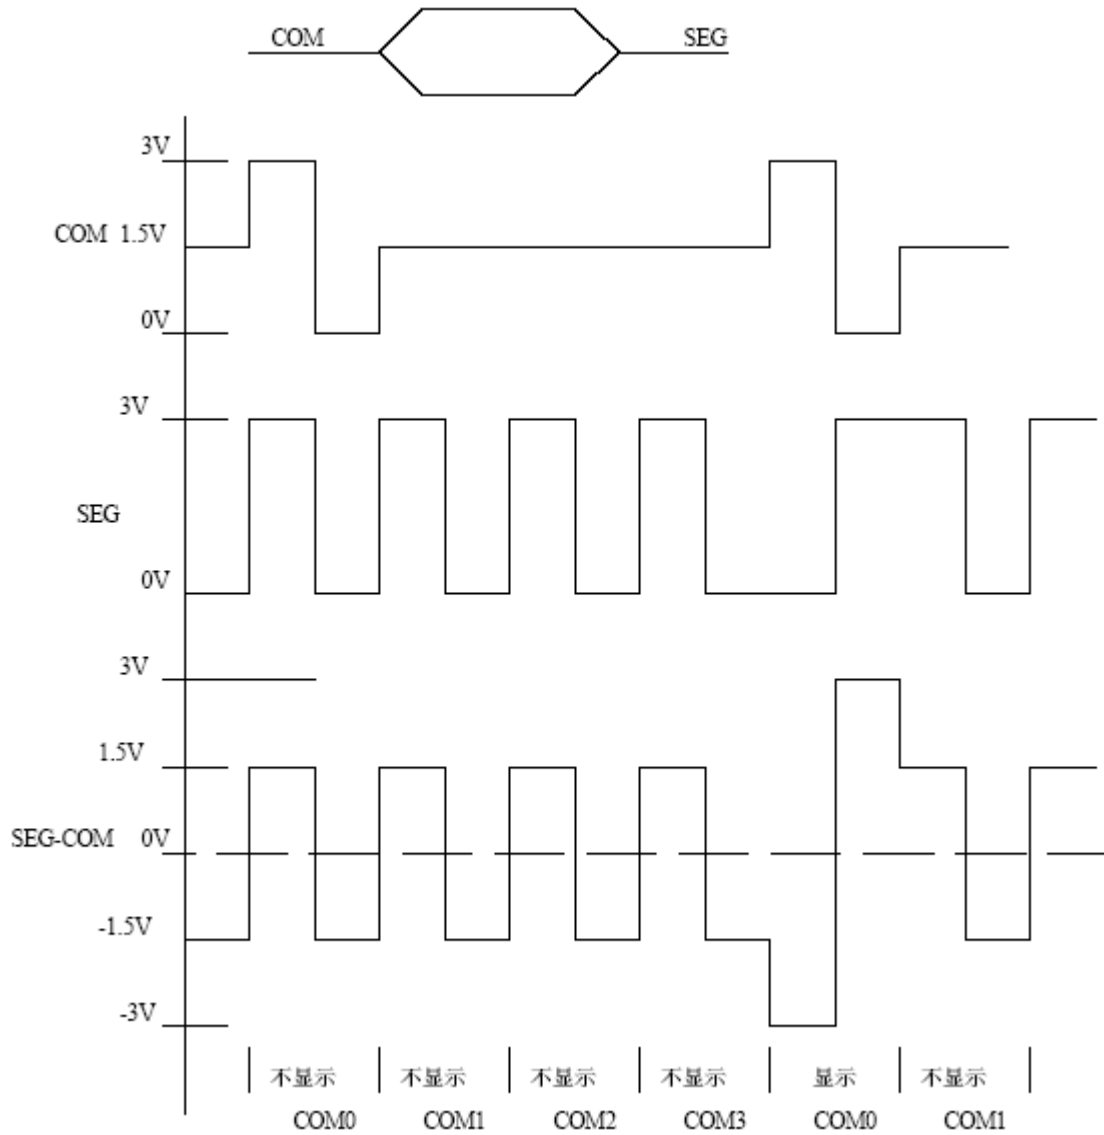 COM SEG
3V
COM 1.5V
0V
3V
SEG
0V
3V
1.5V
SEG-COM 0V
-1.5V
-3V
不显示 不显示 不显示 不显示 显示 不显示
COM0 COM1 COM2 COM3 COM0 COM1